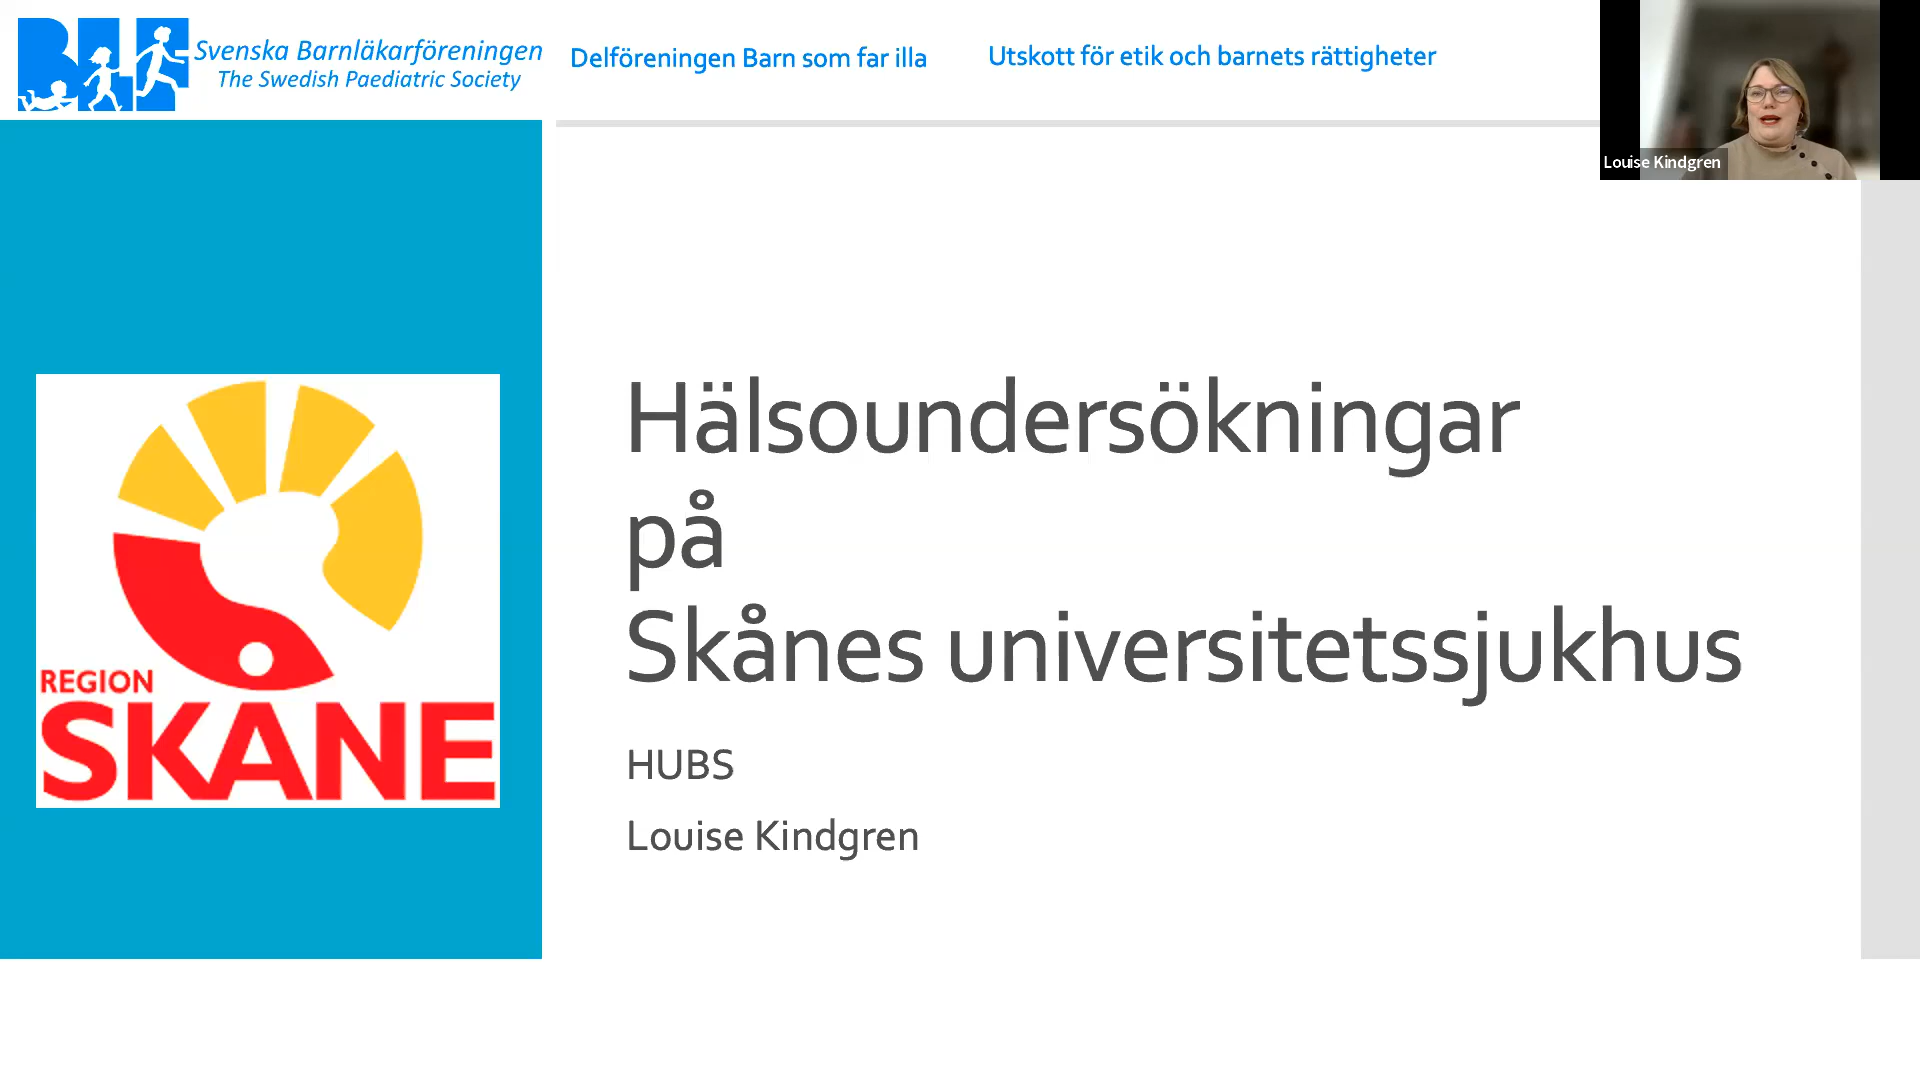 Svenska Barnläkarföreningen
The Swedish Paediatric Society
Delföreningen Barn som far illa
Utskott för etik och barnets rättigheter
Louise Kindgren
REGION
SKÅNE
Hälsoundersökningar
på
Skånes universitetssjukhus
HUBS
Louise Kindgren